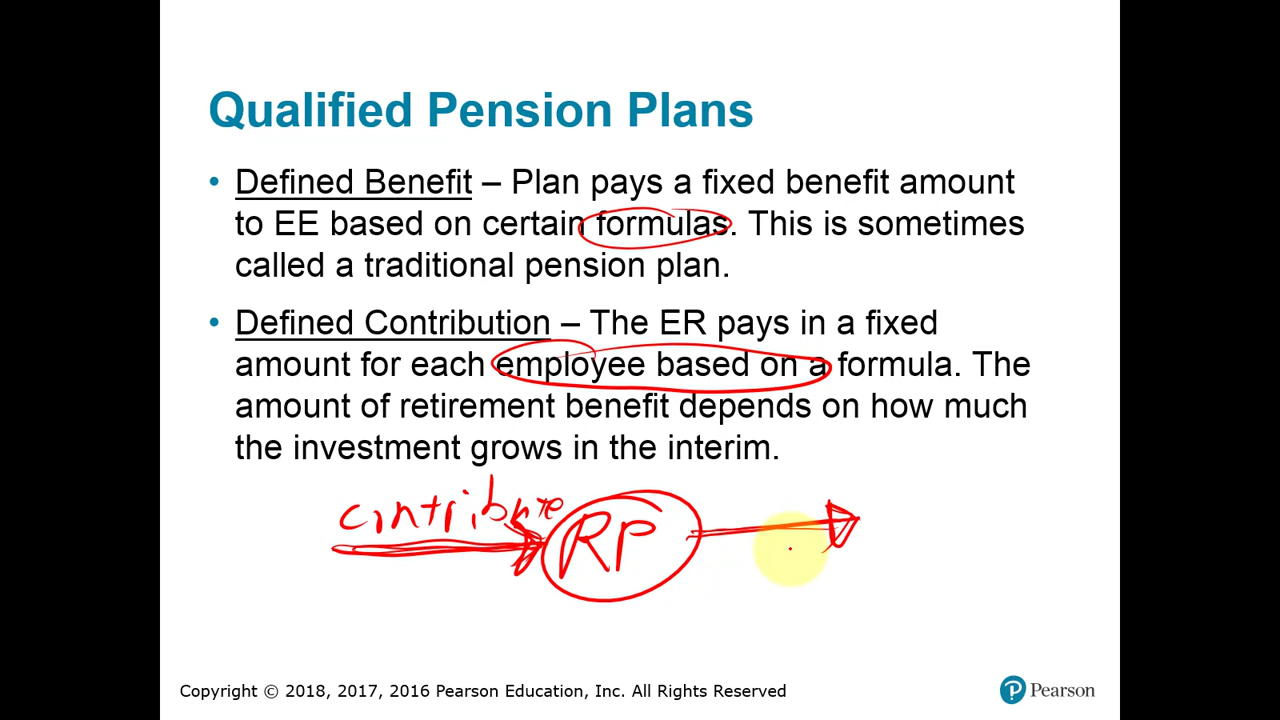 Qualified Pension Plans
• Defined Benefit – Plan pays a fixed benefit amount
to EE based on certain formulas. This is sometimes
called a traditional pension plan.
• Defined Contribution – The ER pays in a fixed
amount for each employee based on a formula. The
amount of retirement benefit depends on how much
the investment grows in the interim.
contribute
RP
Copyright © 2018, 2017, 2016 Pearson Education, Inc. All Rights Reserved
P Pearson